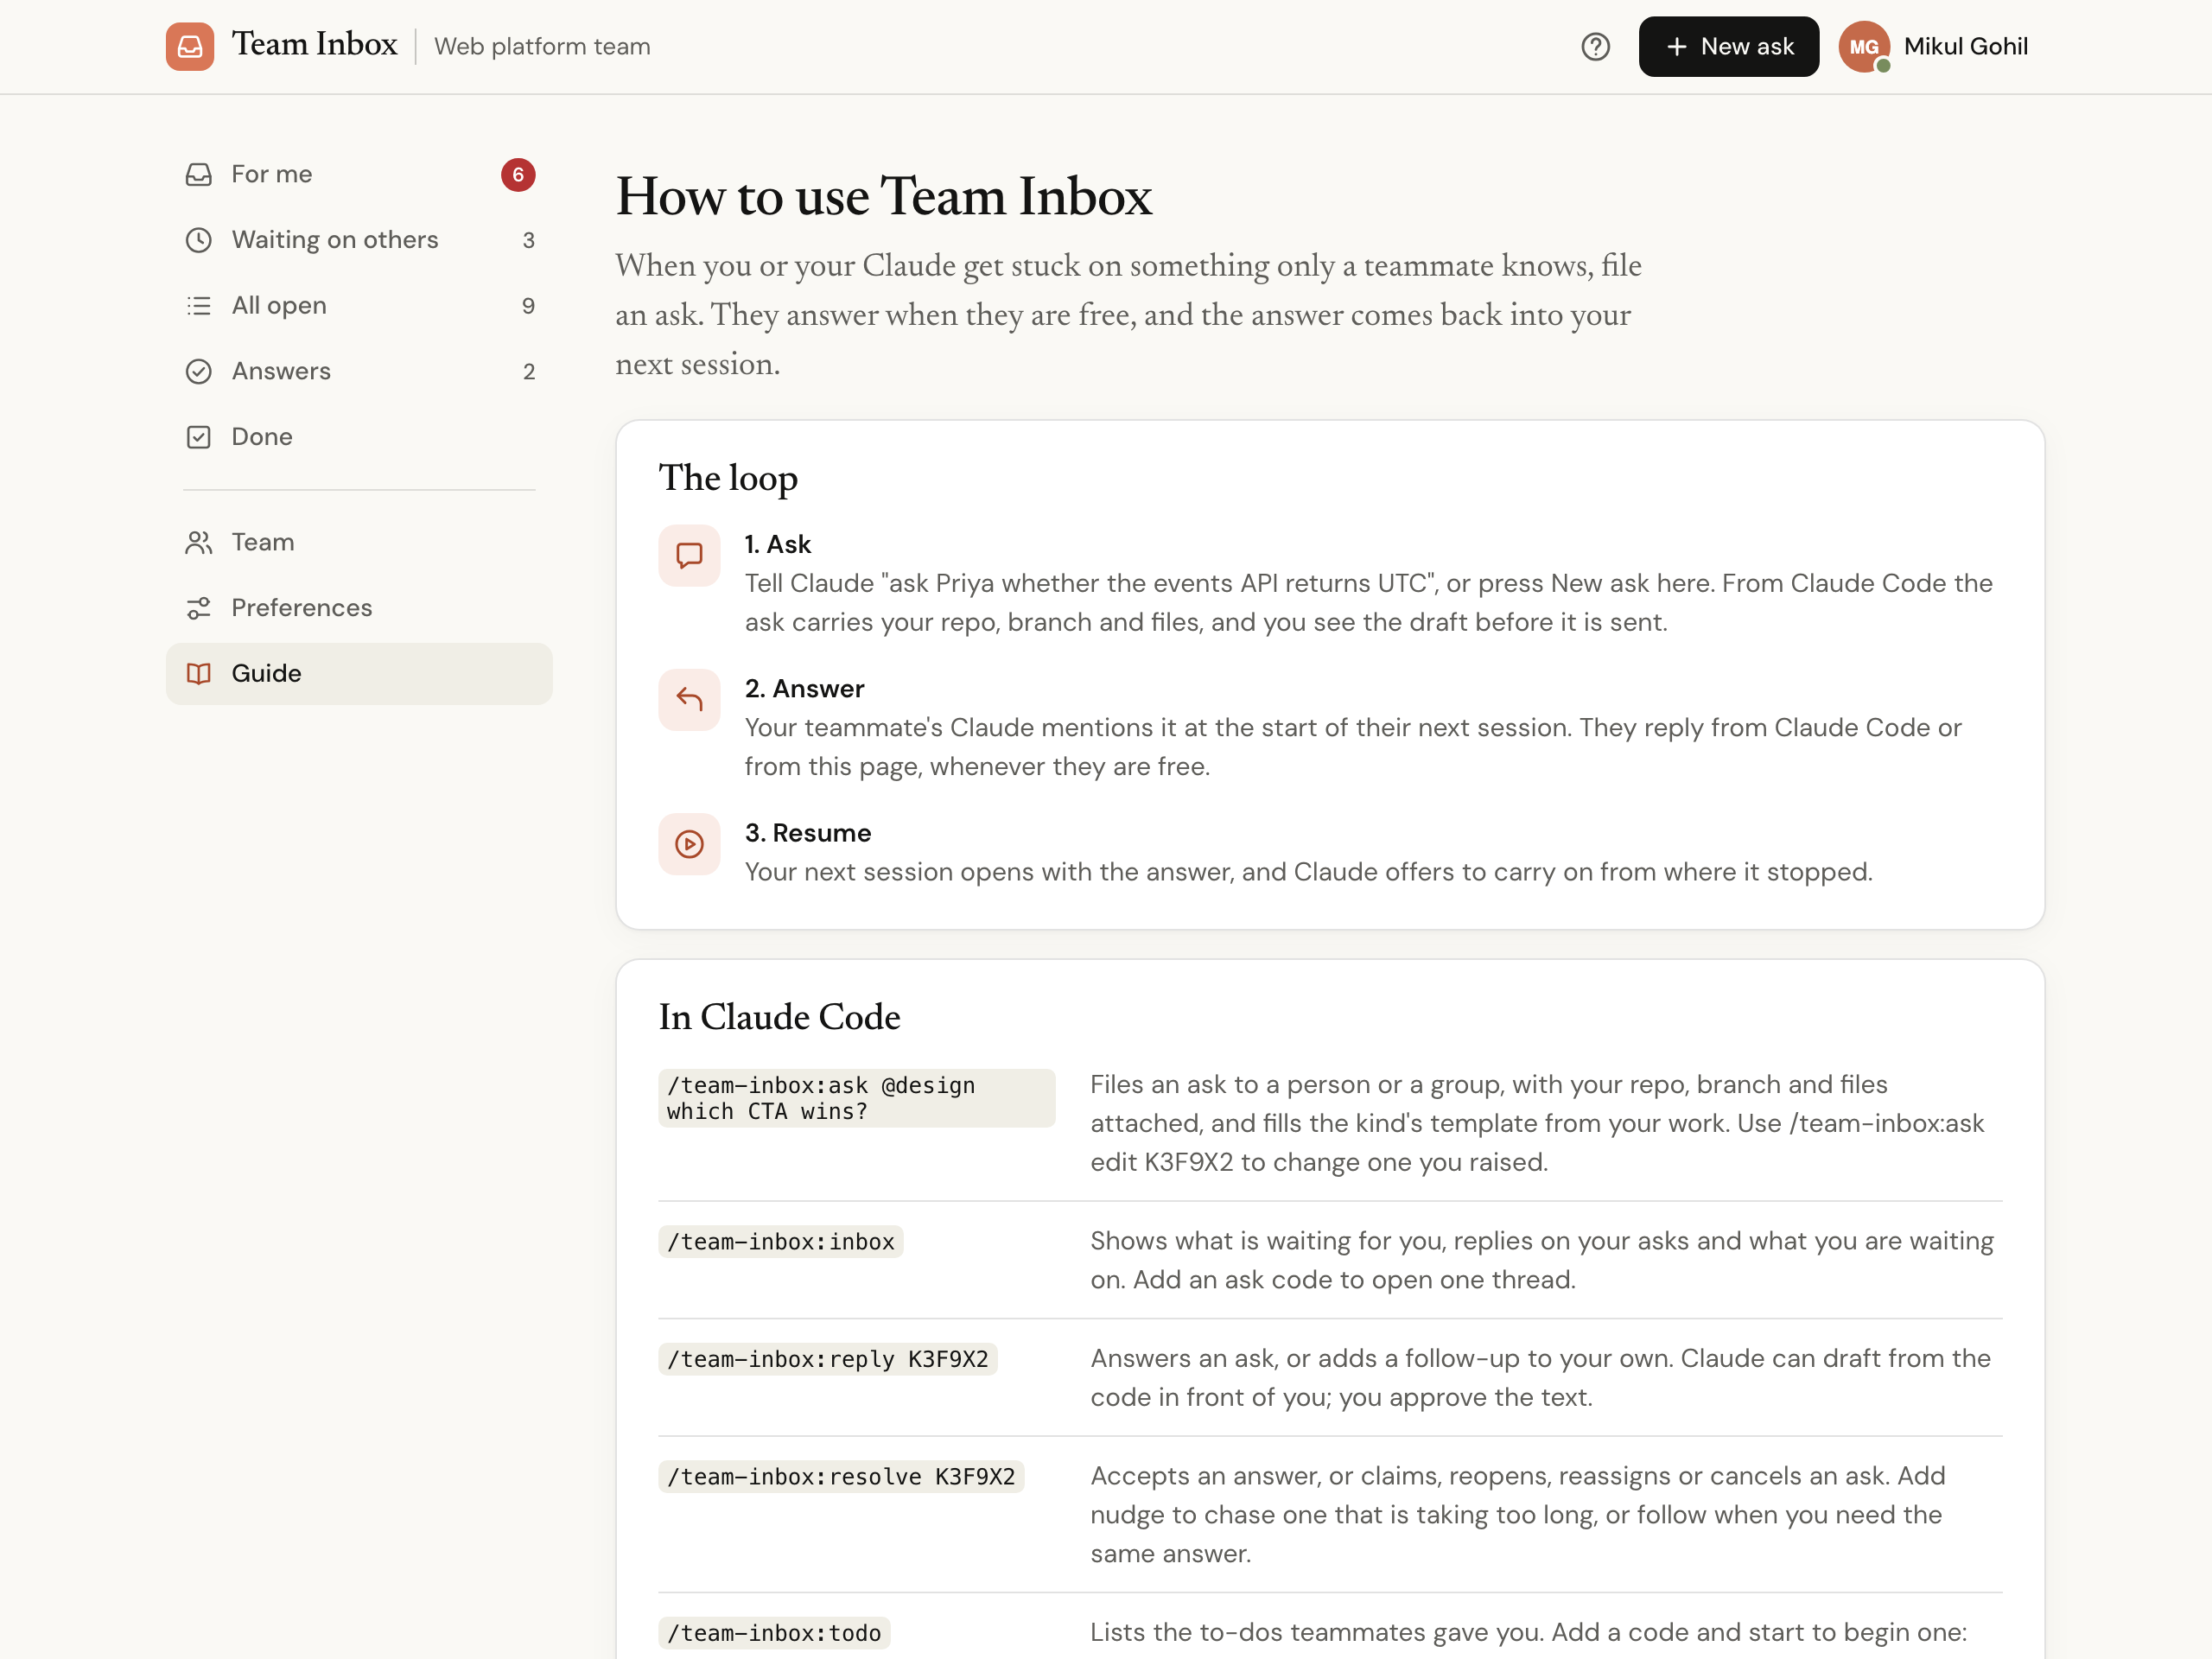 Team Inbox
Web platform team
New ask
MG
Mikul Gohil
For me
6
Waiting on others
3
All open
9
Answers
2
Done
Team
Preferences
Guide
How to use Team Inbox
When you or your Claude get stuck on something only a teammate knows, file
an ask. They answer when they are free, and the answer comes back into your
next session.
The loop
1. Ask
Tell Claude "ask Priya whether the events API returns UTC", or press New ask here. From Claude Code the
ask carries your repo, branch and files, and you see the draft before it is sent.
2. Answer
Your teammate's Claude mentions it at the start of their next session. They reply from Claude Code or
from this page, whenever they are free.
3. Resume
Your next session opens with the answer, and Claude offers to carry on from where it stopped.
In Claude Code
/team-inbox:ask @design
which CTA wins?
Files an ask to a person or a group, with your repo, branch and files
attached, and fills the kind's template from your work. Use /team-inbox:ask
edit K3F9X2 to change one you raised.
/team-inbox:inbox
Shows what is waiting for you, replies on your asks and what you are waiting
on. Add an ask code to open one thread.
/team-inbox:reply K3F9X2
Answers an ask, or adds a follow-up to your own. Claude can draft from the
code in front of you; you approve the text.
/team-inbox:resolve K3F9X2
Accepts an answer, or claims, reopens, reassigns or cancels an ask. Add
nudge to chase one that is taking too long, or follow when you need the
same answer.
/team-inbox:todo
Lists the to-dos teammates gave you. Add a code and start to begin one: